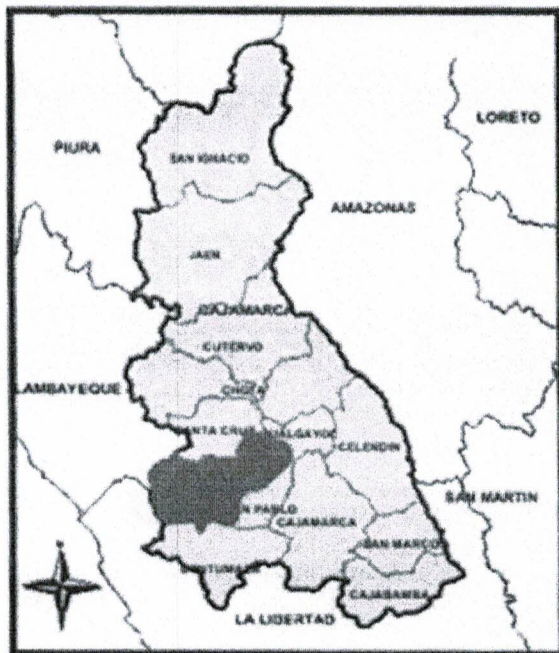 LORETO
PIURA
SAN IGNACIO
AMAZONAS
JAEN
CAJAMARCA
CUTERVO
LAMBAYEQUE
CHOTA
SANTA CRUZ
HUALGAYOC
CELENDIN
SAN MARTIN
N PABLO
CAJAMARCA
SAN MARCOS
CONTUMAZA
CAJABAMBA
LA LIBERTAD